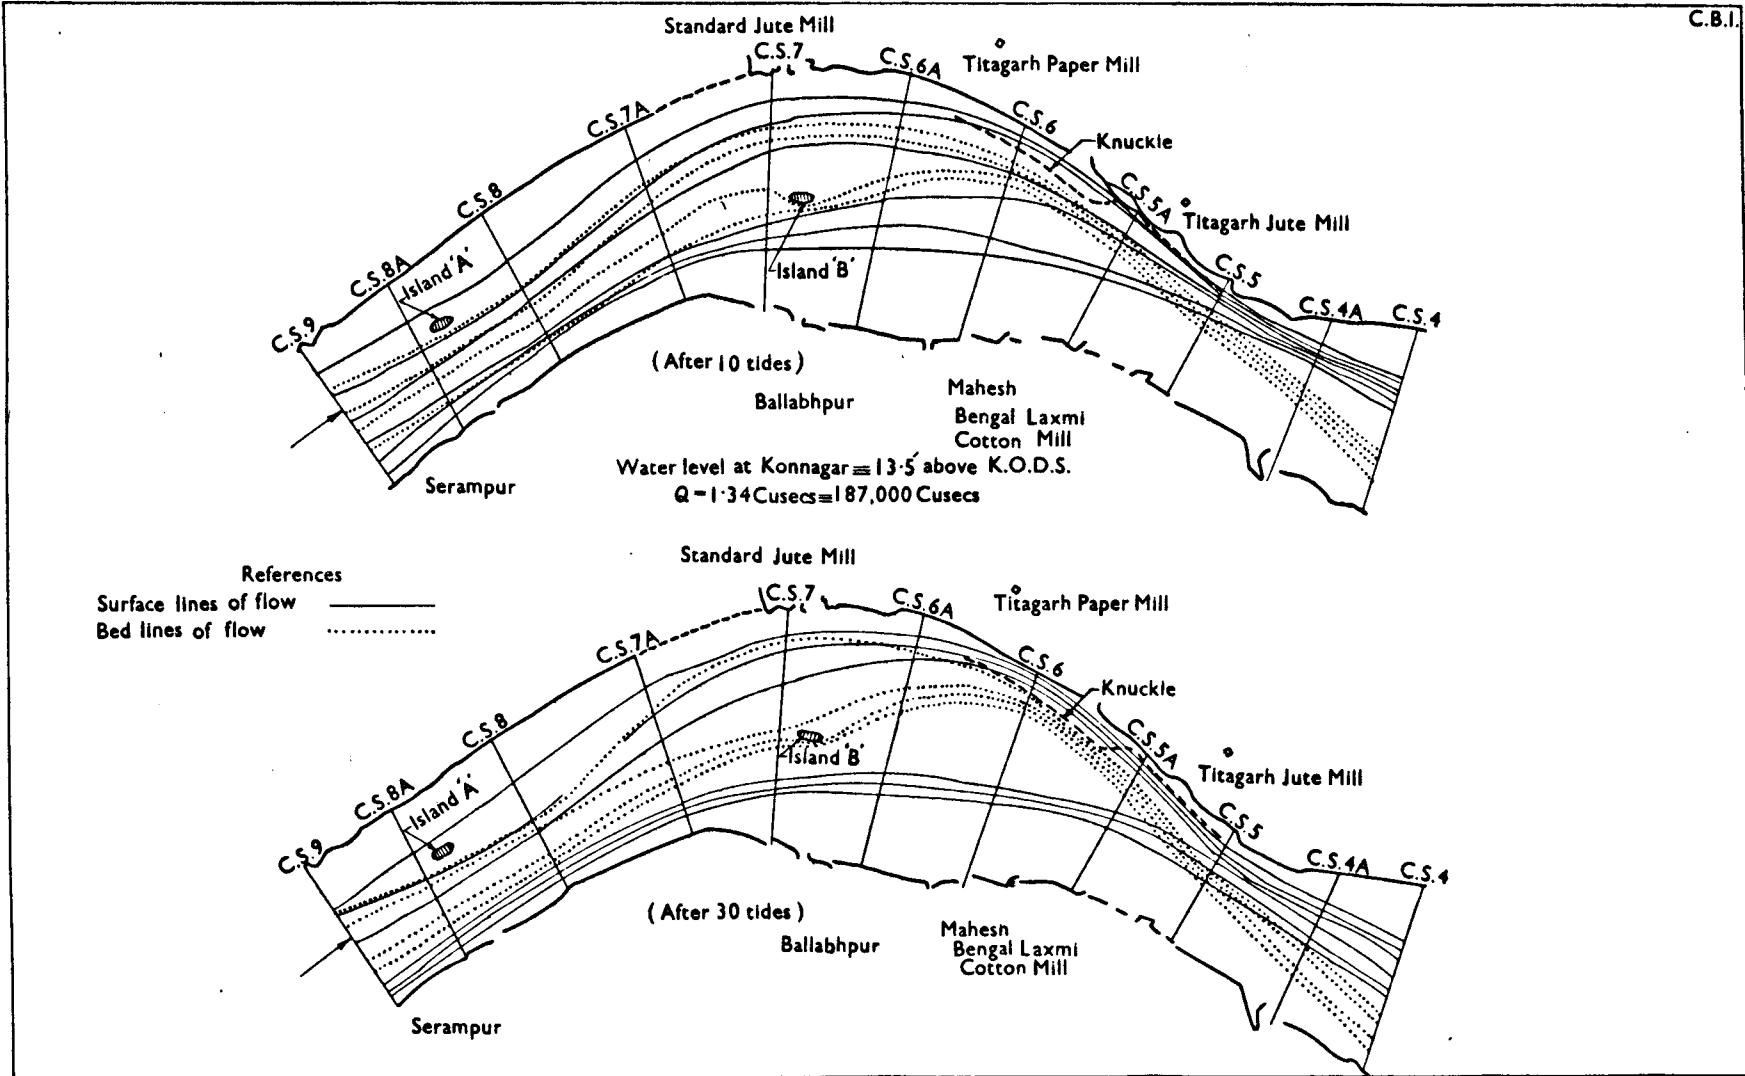 C.B.I.
Standard Jute Mill
C.S.7
C.S.6A
Titagarh Paper Mill
C.S.7A
C.S.6
Knuckle
C.S.8
C.S.5A
Titagarh Jute Mill
C.S.8A
Island 'A'
Island 'B'
C.S.5
C.S.4A
C.S.4
C.S.9
(After 10 tides)
Ballabhpur
Mahesh
Bengal Laxmi
Cotton Mill
Serampur
Water level at Konnagar ≡ 13·5' above K.O.D.S.
Q = 1·34 Cusecs ≡ 187,000 Cusecs
References
Surface lines of flow
Bed lines of flow
Standard Jute Mill
C.S.7
C.S.6A
Titagarh Paper Mill
C.S.7A
C.S.6
Knuckle
C.S.8
C.S.5A
Titagarh Jute Mill
Island 'B'
C.S.8A
Island 'A'
C.S.5
C.S.9
C.S.4A
C.S.4
(After 30 tides)
Ballabhpur
Mahesh
Bengal Laxmi
Cotton Mill
Serampur